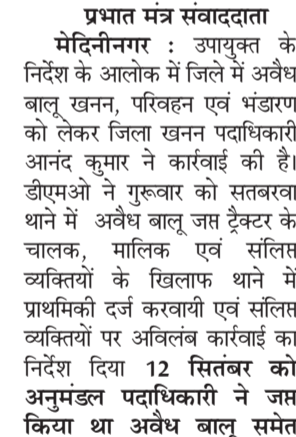 प्रभात मंत्र संवाददाता
मेदिनीनगर : उपायुक्त के
निर्देश के आलोक में जिले में अवैध
बालू खनन, परिवहन एवं भंडारण
को लेकर जिला खनन पदाधिकारी
आनंद कुमार ने कार्रवाई की है।
डीएमओ ने गुरूवार को सतबरवा
थाने में अवैध बालू जप्त ट्रैक्टर के
चालक, मालिक एवं संलिप्त
व्यक्तियों के खिलाफ थाने में
प्राथमिकी दर्ज करवायी एवं संलिप्त
व्यक्तियों पर अविलंब कार्रवाई का
निर्देश दिया 12 सितंबर को
अनुमंडल पदाधिकारी ने जप्त
किया था अवैध बालू समेत